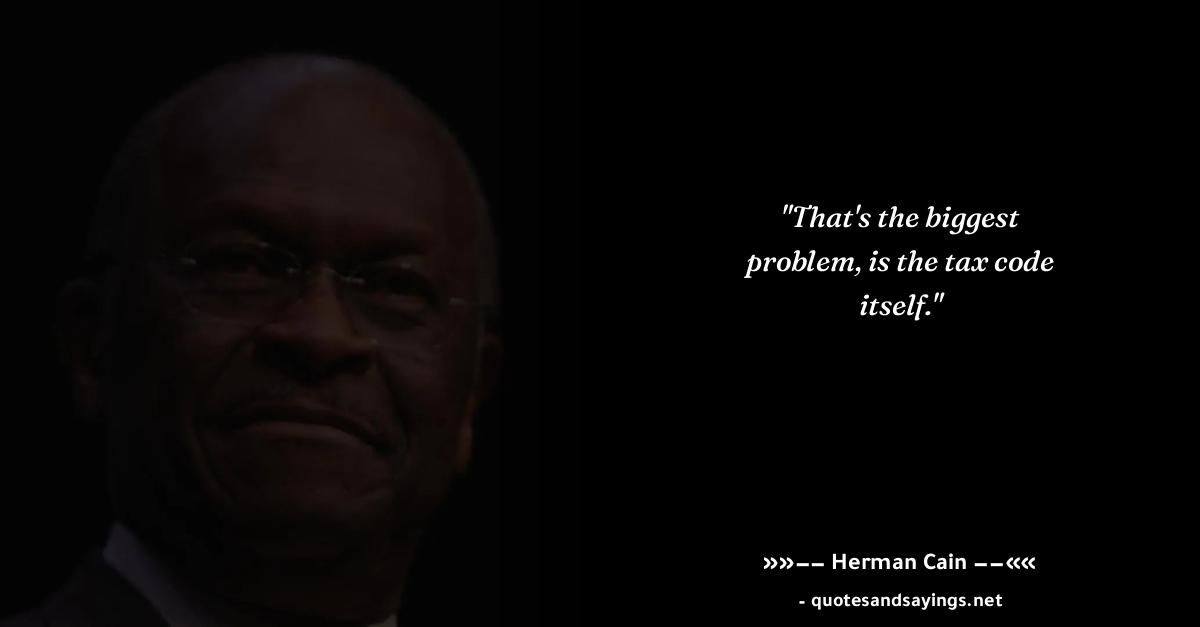 "That's the biggest
problem, is the tax code
itself."
»»−− Herman Cain −−««
- quotesandsayings.net